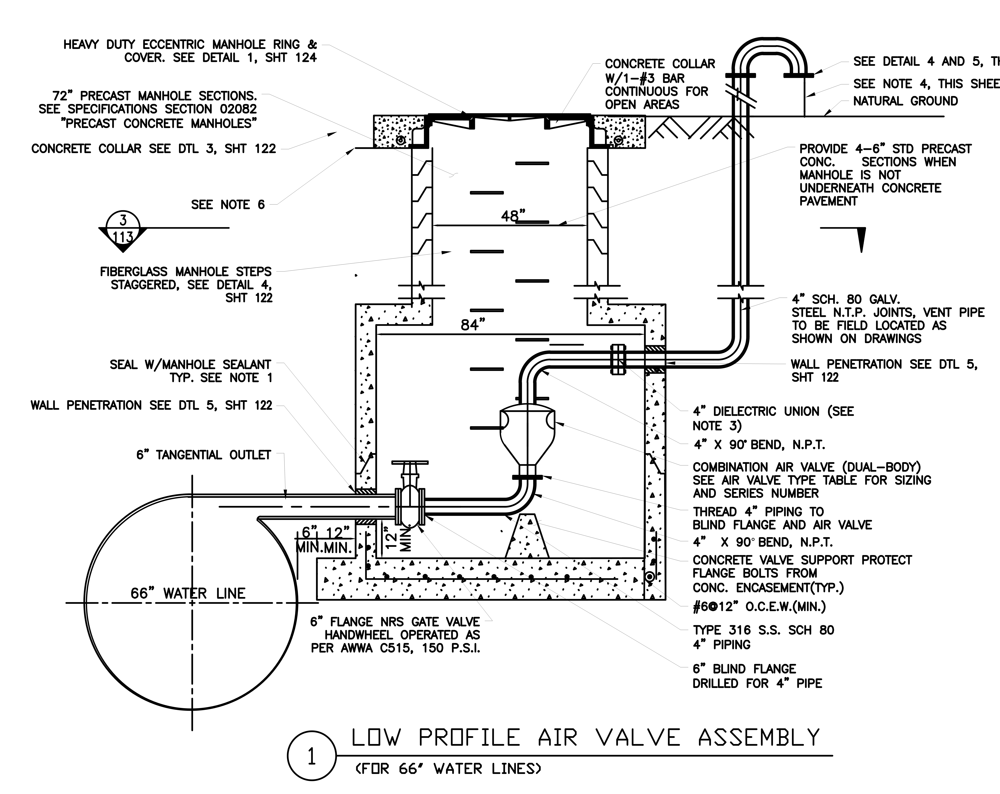 HEAVY DUTY ECCENTRIC MANHOLE RING &
COVER. SEE DETAIL 1, SHT 124
72" PRECAST MANHOLE SECTIONS.
SEE SPECIFICATIONS SECTION 02082
"PRECAST CONCRETE MANHOLES"
CONCRETE COLLAR SEE DTL 3, SHT 122
SEE NOTE 6
3
113
FIBERGLASS MANHOLE STEPS
STAGGERED, SEE DETAIL 4,
SHT 122
SEAL W/MANHOLE SEALANT
TYP. SEE NOTE 1
WALL PENETRATION SEE DTL 5, SHT 122
6" TANGENTIAL OUTLET
CONCRETE COLLAR
W/1-#3 BAR
CONTINUOUS FOR
OPEN AREAS
SEE DETAIL 4 AND 5,
SEE NOTE 4, THIS SHEE
NATURAL GROUND
PROVIDE 4-6" STD PRECAST
CONC. SECTIONS WHEN
MANHOLE IS NOT
UNDERNEATH CONCRETE
PAVEMENT
48"
84"
4" SCH. 80 GALV.
STEEL N.T.P. JOINTS, VENT PIPE
TO BE FIELD LOCATED AS
SHOWN ON DRAWINGS
WALL PENETRATION SEE DTL 5,
SHT 122
4" DIELECTRIC UNION (SEE
NOTE 3)
4" X 90° BEND, N.P.T.
COMBINATION AIR VALVE (DUAL-BODY)
SEE AIR VALVE TYPE TABLE FOR SIZING
AND SERIES NUMBER
THREAD 4" PIPING TO
BLIND FLANGE AND AIR VALVE
4" X 90° BEND, N.P.T.
CONCRETE VALVE SUPPORT PROTECT
FLANGE BOLTS FROM
CONC. ENCASEMENT(TYP.)
#6@12" O.C.E.W.(MIN.)
TYPE 316 S.S. SCH 80
4" PIPING
6" BLIND FLANGE
DRILLED FOR 4" PIPE
6" 12"
MIN. MIN.
12"
MIN.
66" WATER LINE
6" FLANGE NRS GATE VALVE
HANDWHEEL OPERATED AS
PER AWWA C515, 150 P.S.I.
1
LOW PROFILE AIR VALVE ASSEMBLY
(FOR 66" WATER LINES)